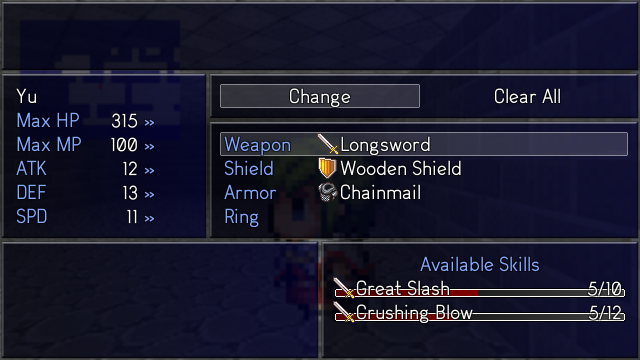 Change Clear All
Yu
Max HP 315 »
Max MP 100 »
ATK 12 »
DEF 13 »
SPD 11 »
Weapon Longsword
Shield Wooden Shield
Armor Chainmail
Ring
Available Skills
Great Slash 5/10
Crushing Blow 5/12